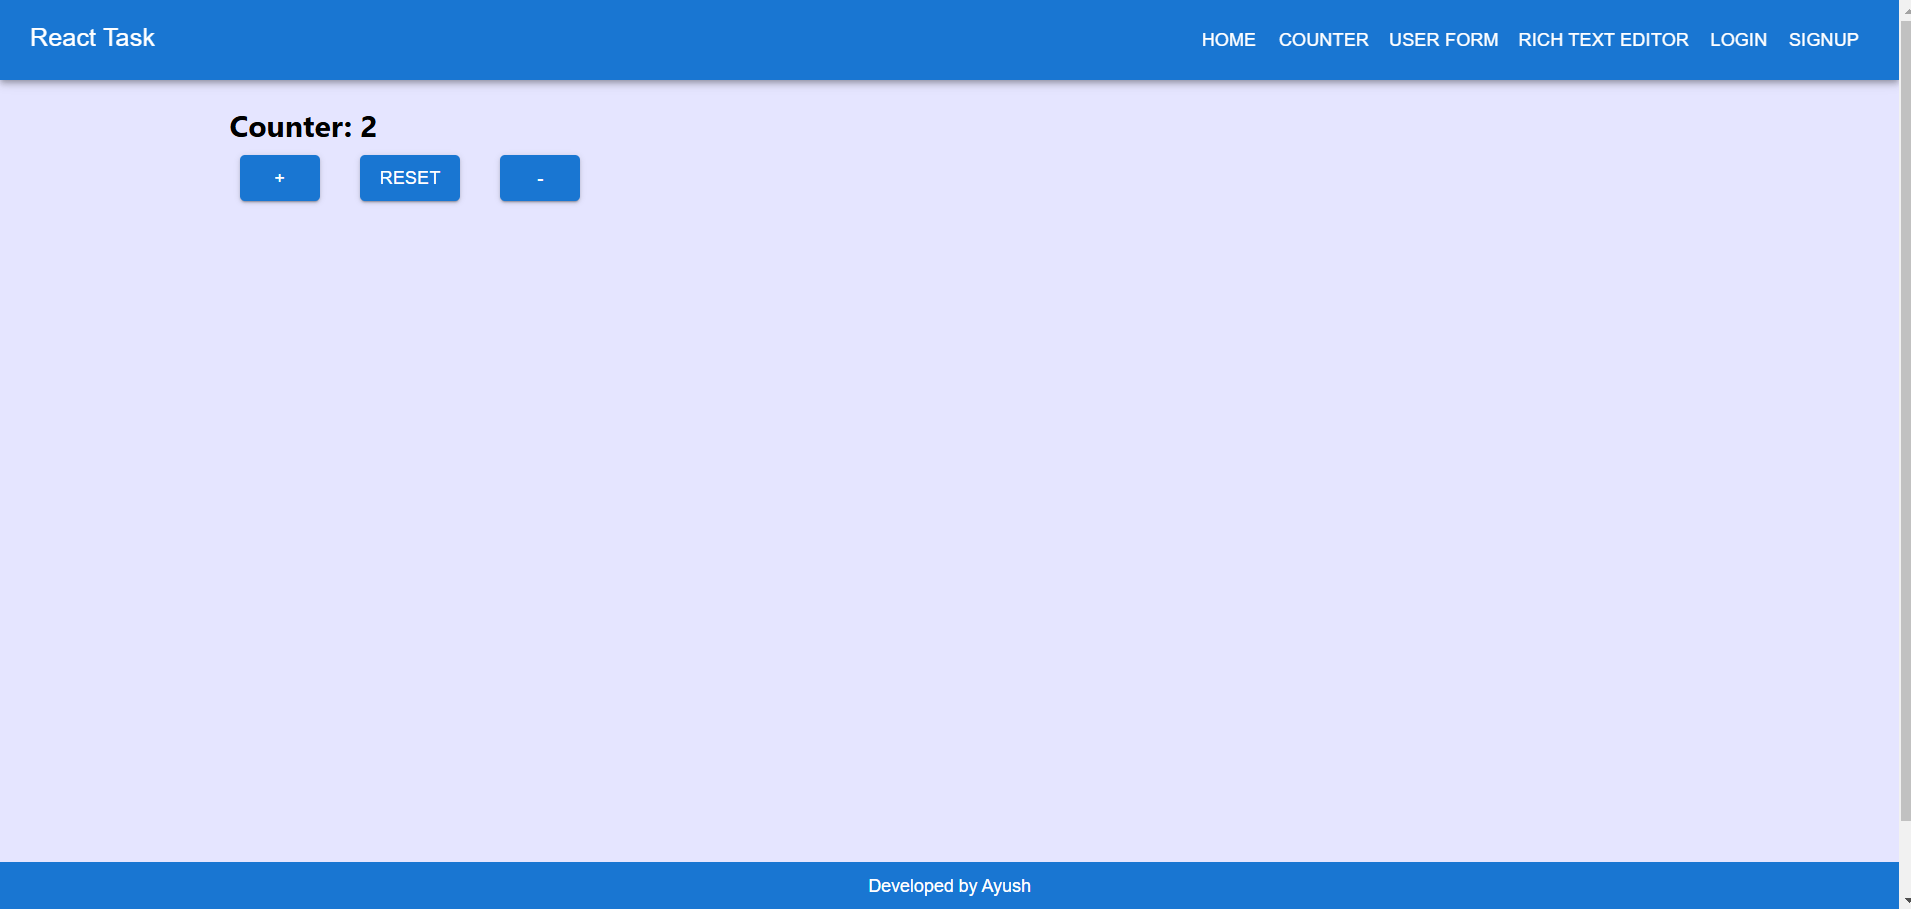 React Task
HOME COUNTER USER FORM RICH TEXT EDITOR LOGIN SIGNUP
Counter: 2
+ RESET -
Developed by Ayush